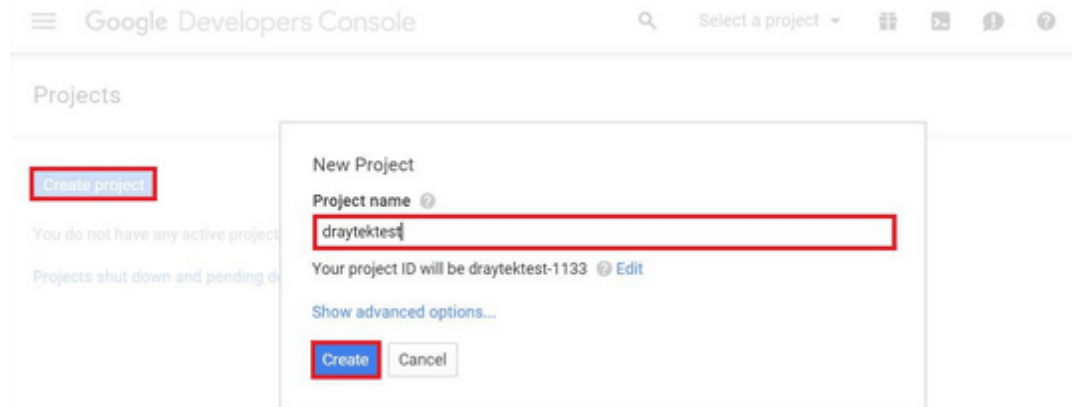 Google Developers Console
Select a project
Projects
Create project
You do not have any active project
Projects shut down and pending de
New Project
Project name
draytektest
Your project ID will be draytektest-1133 Edit
Show advanced options...
Create Cancel